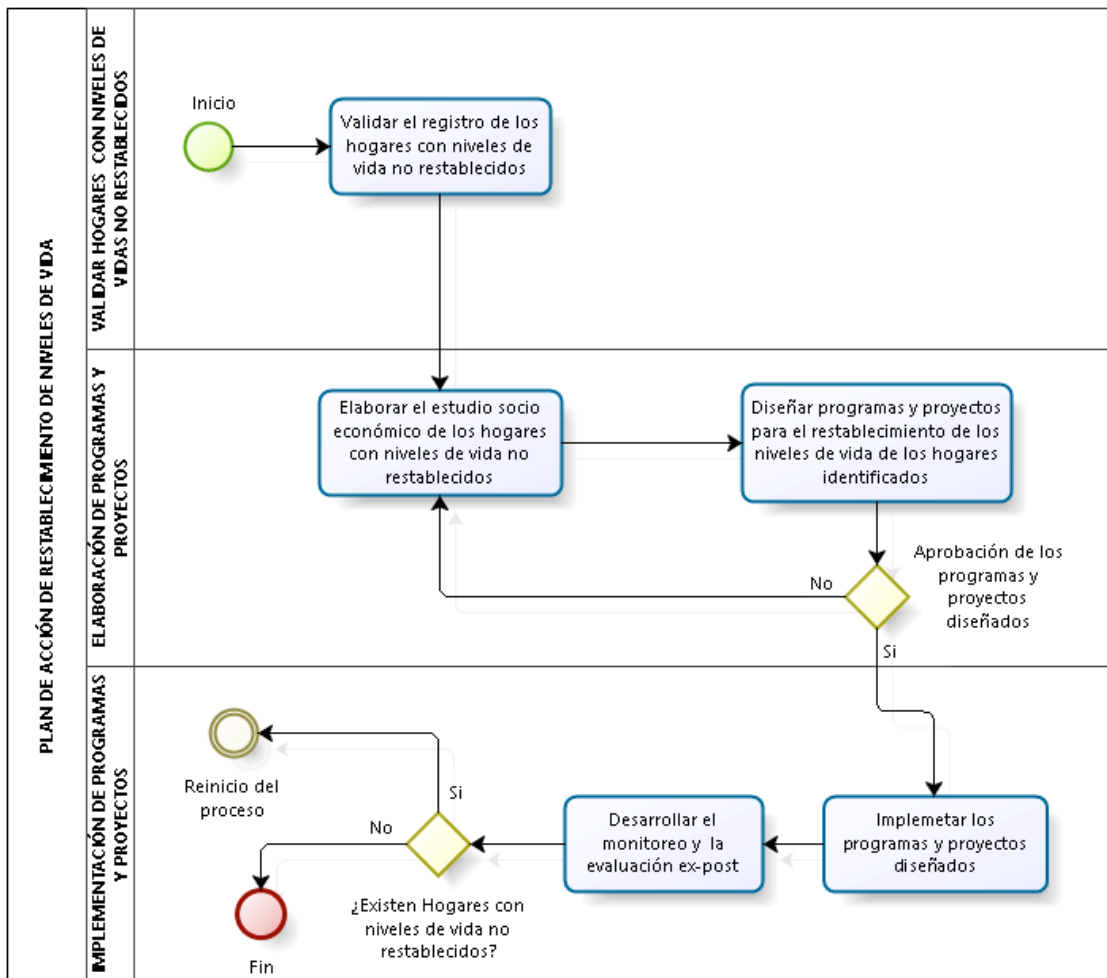 PLAN DE ACCIÓN DE RESTABLECIMIENTO DE NIVELES DE VIDA
VALIDAR HOGARES CON NIVELES DE
VIDAS NO RESTABLECIDOS
Inicio
Validar el registro de los
hogares con niveles de
vida no restablecidos
ELABORACIÓN DE PROGRAMAS Y
PROYECTOS
Elaborar el estudio socio
económico de los hogares
con niveles de vida no
restablecidos
Diseñar programas y proyectos
para el restablecimiento de los
niveles de vida de los hogares
identificados
Aprobación de los
programas y
proyectos
diseñados
No
Si
IMPLEMENTACIÓN DE PROGRAMAS
Y PROYECTOS
Implemetar los
programas y proyectos
diseñados
Desarrollar el
monitoreo y la
evaluación ex-post
¿Existen Hogares con
niveles de vida no
restablecidos?
Si
Reinicio del
proceso
No
Fin